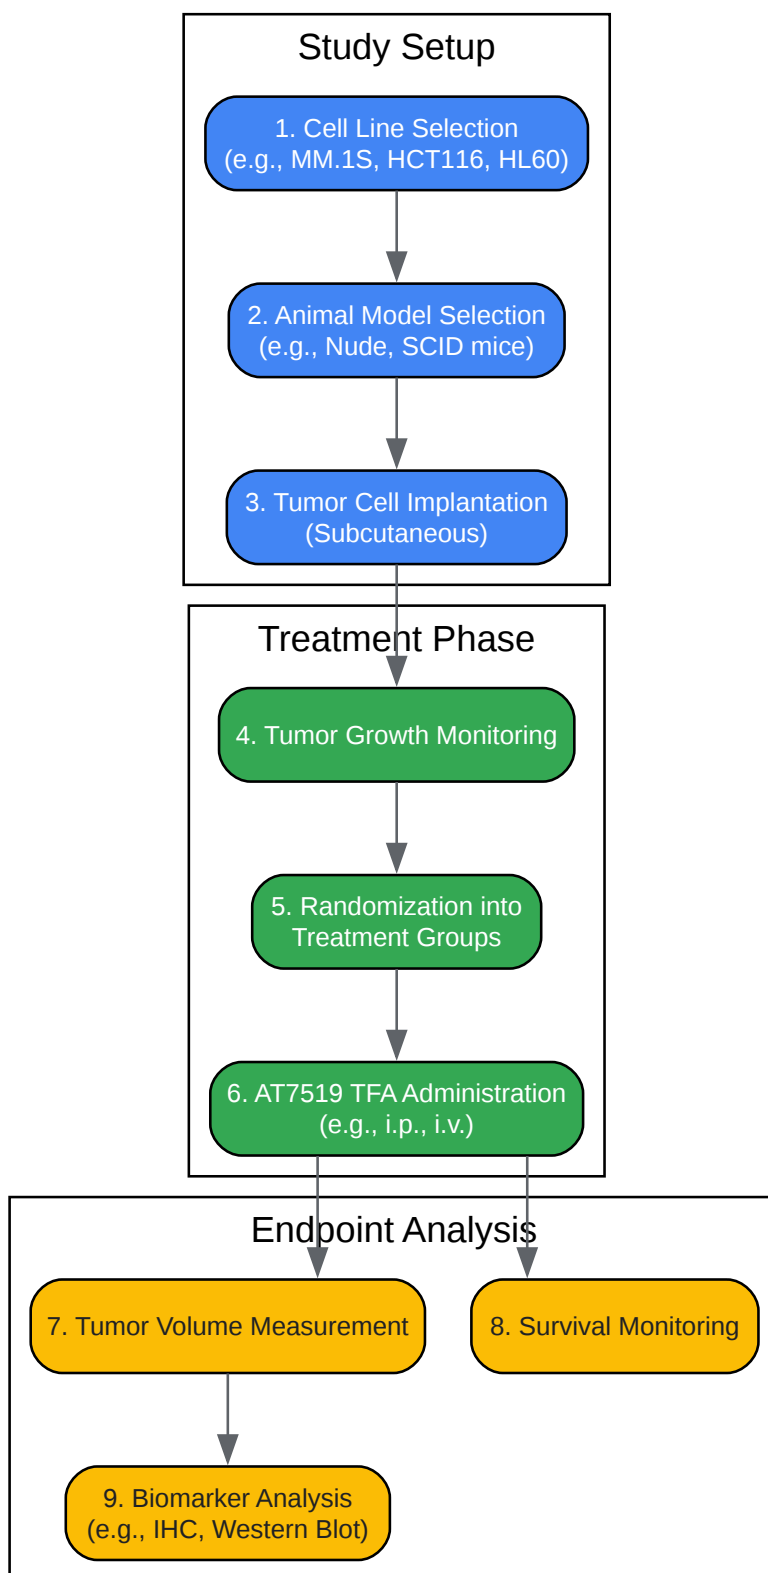 Study Setup
1. Cell Line Selection
(e.g., MM.1S, HCT116, HL60)
2. Animal Model Selection
(e.g., Nude, SCID mice)
3. Tumor Cell Implantation
(Subcutaneous)
Treatment Phase
4. Tumor Growth Monitoring
5. Randomization into
Treatment Groups
6. AT7519 TFA Administration
(e.g., i.p., i.v.)
Endpoint Analysis
7. Tumor Volume Measurement
8. Survival Monitoring
9. Biomarker Analysis
(e.g., IHC, Western Blot)